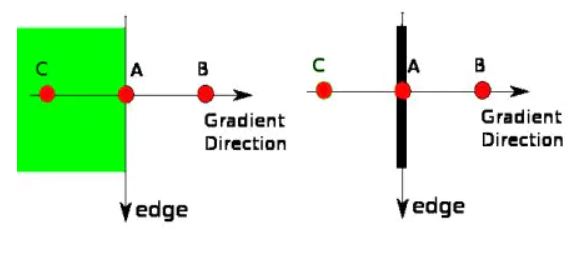 C A B
Gradient
Direction
edge
C A B
Gradient
Direction
edge